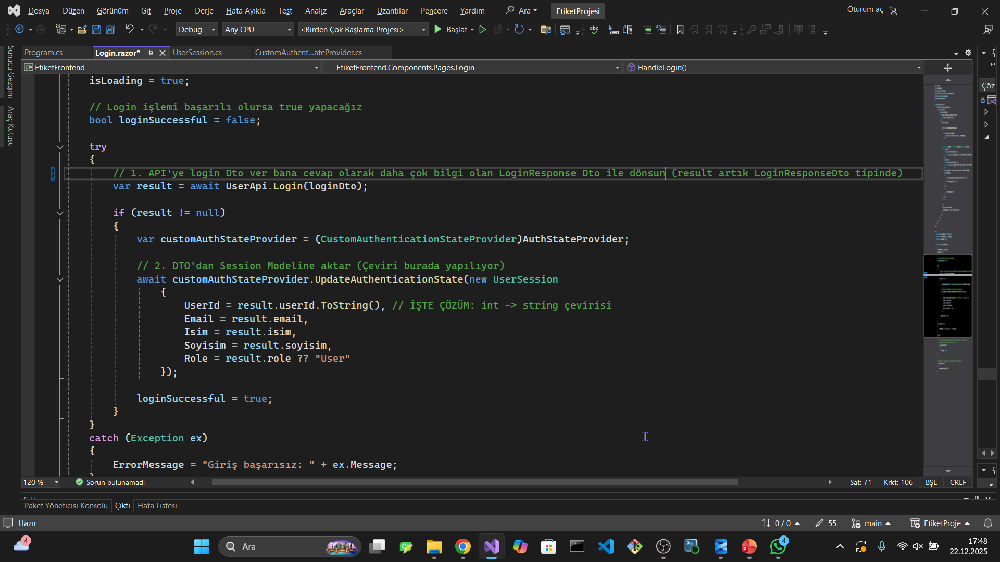 Dosya Düzen Görünüm Git Proje Derle Hata Ayıkla Test Analiz Araçlar Uzantılar Pencere Yardım Ara EtiketProjesi Oturum aç
Debug Any CPU <Birden Çok Başlama Projesi> Başlat abc
Sunucu Gezgini
Araç Kutusu
Program.cs Login.razor* UserSession.cs CustomAuthent...ateProvider.cs
C# EtiketFrontend EtiketFrontend.Components.Pages.Login HandleLogin()
Çöz
isLoading = true;
// Login işlemi başarılı olursa true yapacağız
bool loginSuccessful = false;
try
{
// 1. API'ye login Dto ver bana cevap olarak daha çok bilgi olan LoginResponse Dto ile dönsun (result artık LoginResponseDto tipinde)
var result = await UserApi.Login(loginDto);
if (result != null)
{
var customAuthStateProvider = (CustomAuthenticationStateProvider)AuthStateProvider;
// 2. DTO'dan Session Modeline aktar (Çeviri burada yapılıyor)
await customAuthStateProvider.UpdateAuthenticationState(new UserSession
{
UserId = result.userId.ToString(), // İŞTE ÇÖZÜM: int -> string çevirisi
Email = result.email,
Isim = result.isim,
Soyisim = result.soyisim,
Role = result.role ?? "User"
});
loginSuccessful = true;
}
}
catch (Exception ex)
{
ErrorMessage = "Giriş başarısız: " + ex.Message;
120 % Sorun bulunamadı Sat: 71 Krkt: 106 BŞL CRLF
Paket Yöneticisi Konsolu Çıktı Hata Listesi
Hazır 0 / 0 55 main EtiketProje
4 Ara 4 17:48
22.12.2025